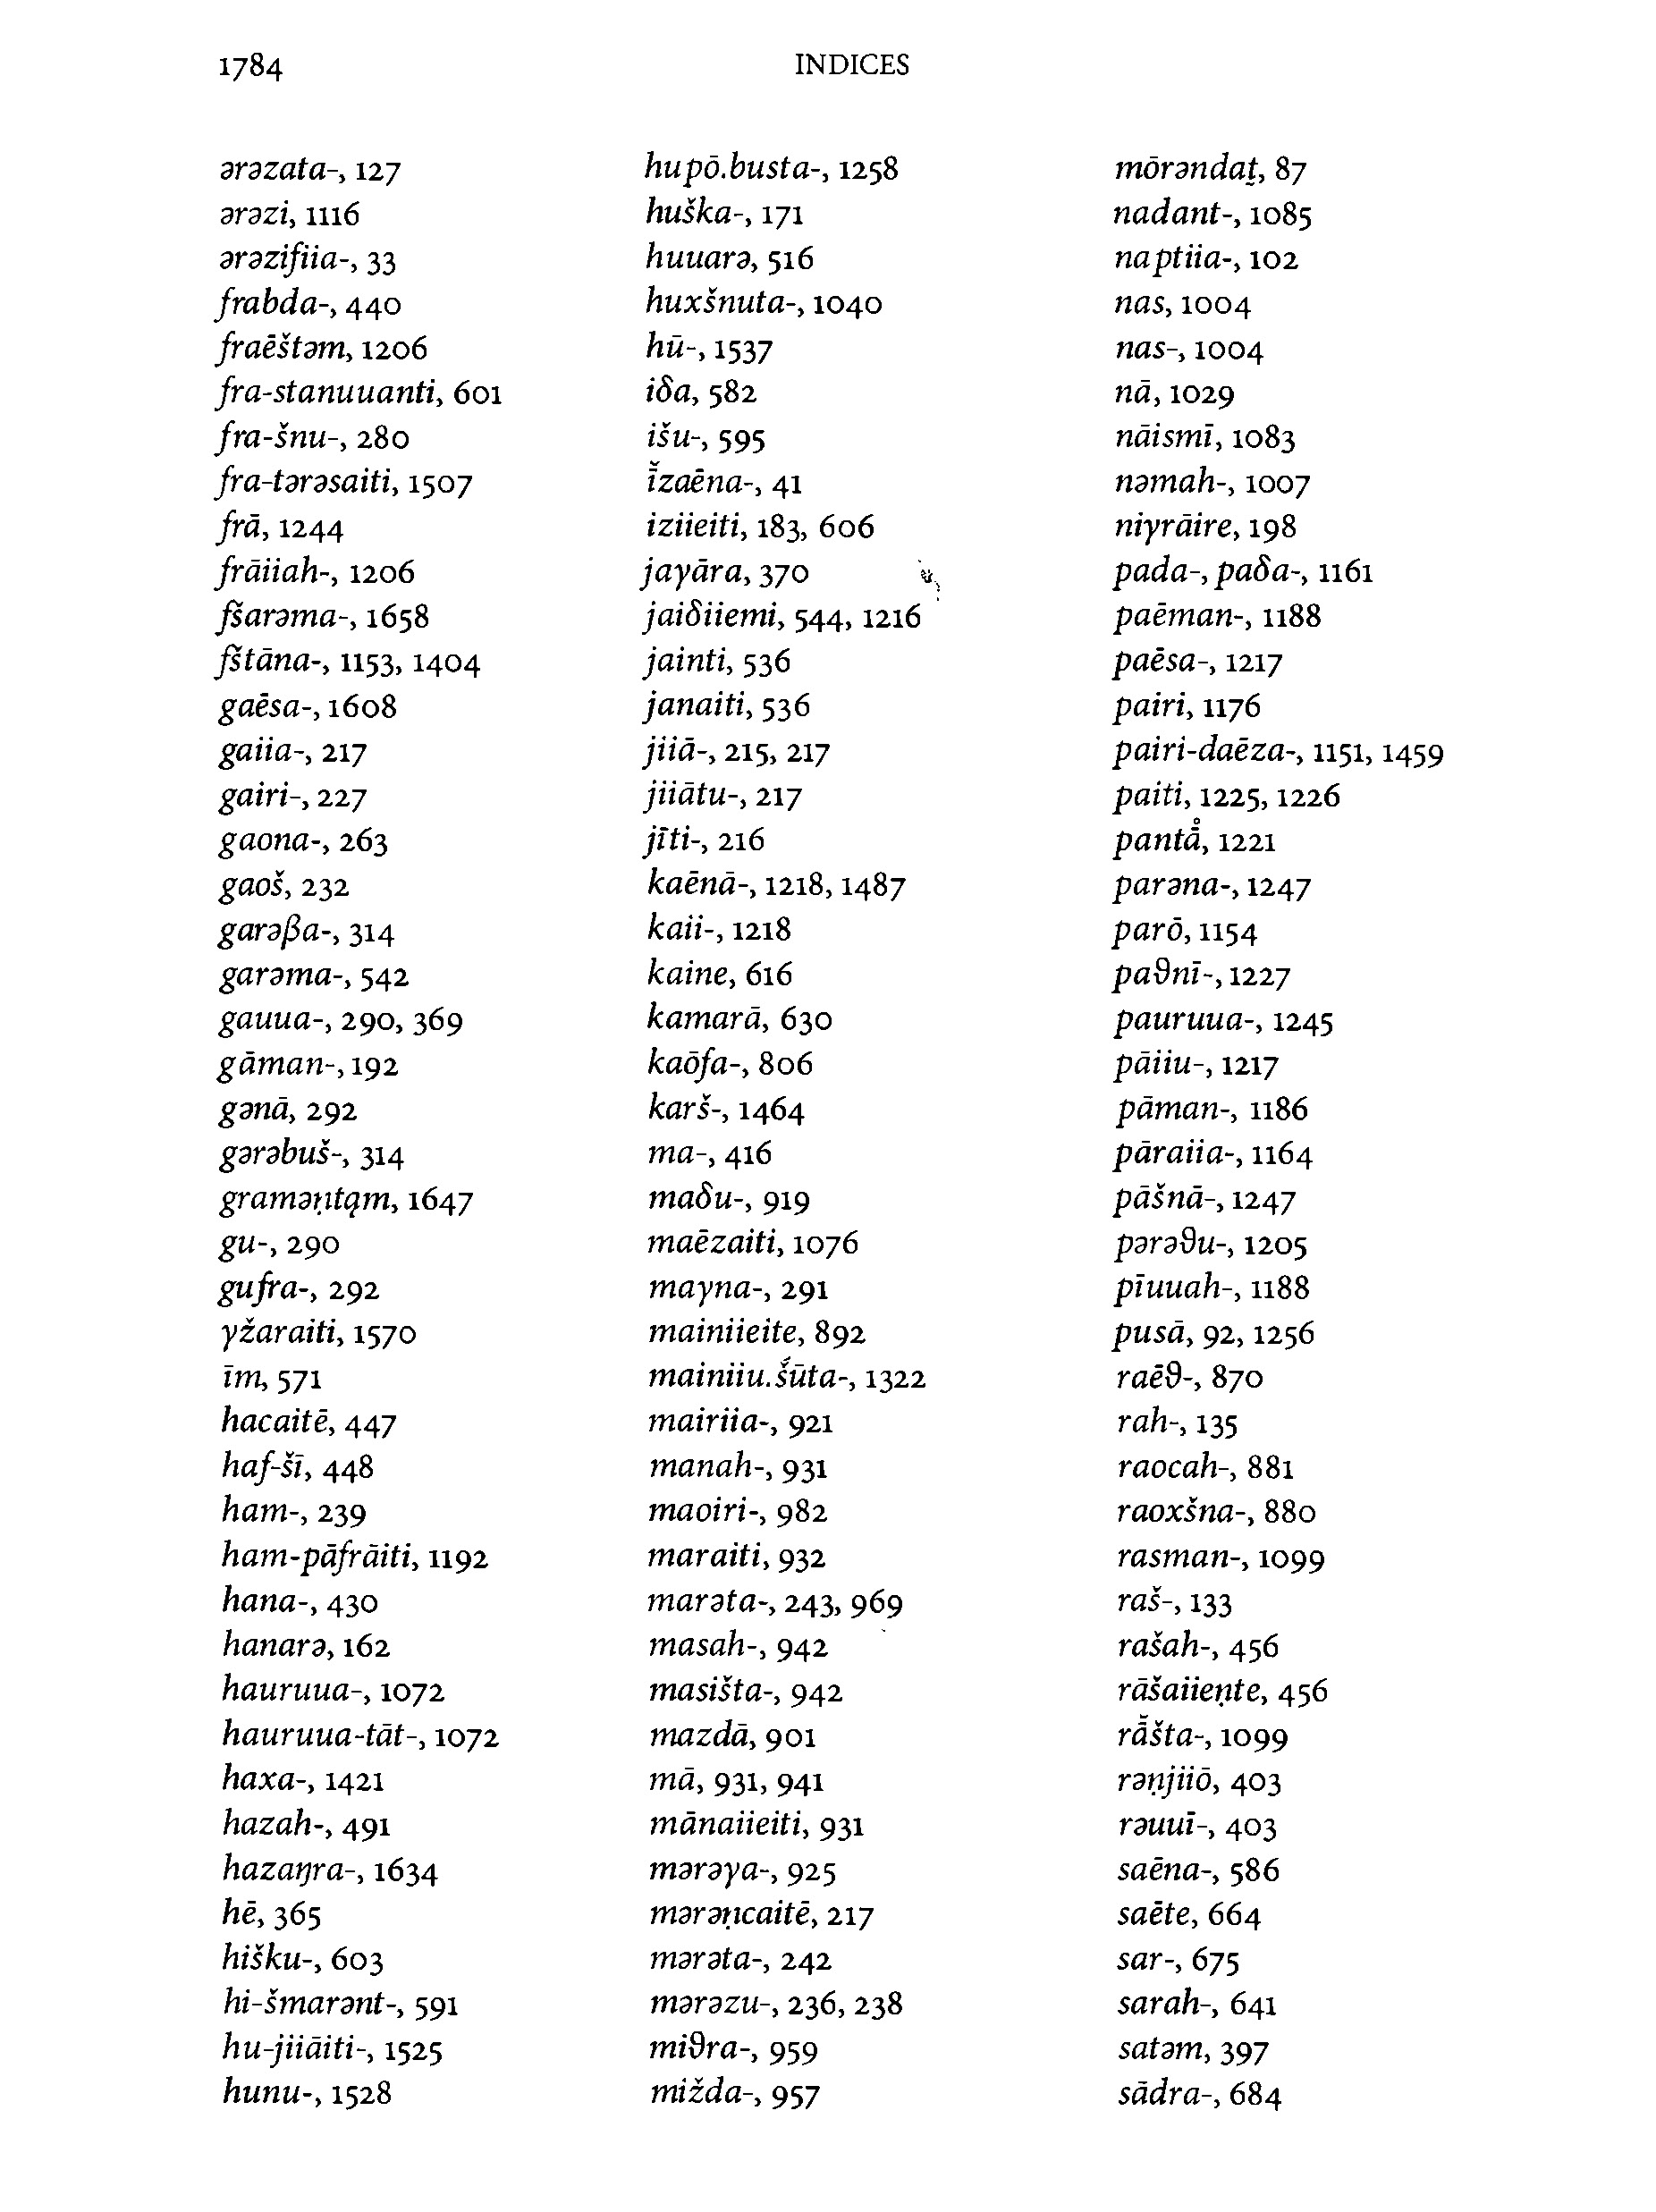 1784
INDICES
ərəzata-, 127
ərəzi, 1116
ərəzifiia-, 33
frabda-, 440
fraēštəm, 1206
fra-stanuuanti, 601
fra-šnu-, 280
fra-tərəsaiti, 1507
frā, 1244
frāiiah-, 1206
fšarəma-, 1658
fštāna-, 1153, 1404
gaēsa-, 1608
gaiia-, 217
gairi-, 227
gaona-, 263
gaoš, 232
garəβa-, 314
garəma-, 542
gauua-, 290, 369
gāman-, 192
gənā, 292
gərəbuš-, 314
gramə̣ntąm, 1647
gu-, 290
gufra-, 292
γžaraiti, 1570
īm, 571
hacaitē, 447
haf-šī, 448
ham-, 239
ham-pāfrāiti, 1192
hana-, 430
hanarə, 162
hauruua-, 1072
hauruua-tāt-, 1072
haxa-, 1421
hazah-, 491
hazaŋra-, 1634
hē, 365
hišku-, 603
hi-šmarənt-, 591
hu-jiiāiti-, 1525
hunu-, 1528
hupō.busta-, 1258
huška-, 171
huuarə, 516
huxšnuta-, 1040
hū-, 1537
iδa, 582
išu-, 595
ī̆zaēna-, 41
iziieiti, 183, 606
jaγāra, 370
jaiδiiemi, 544, 1216
jainti, 536
janaiti, 536
jiiā-, 215, 217
jiiātu-, 217
jīti-, 216
kaēnā-, 1218, 1487
kaii-, 1218
kaine, 616
kamarā, 630
kaōfa-, 806
karš-, 1464
ma-, 416
maδu-, 919
maēzaiti, 1076
maγna-, 291
mainiieite, 892
mainiiu.š́ūta-, 1322
mairiia-, 921
manah-, 931
maoiri-, 982
maraiti, 932
marəta-, 243, 969
masah-, 942
masišta-, 942
mazdā, 901
mā, 931, 941
mānaiieiti, 931
mərəγa-, 925
mərəṇcaitē, 217
mərəta-, 242
mərəzu-, 236, 238
miϑra-, 959
mižda-, 957
mōrəndat̰, 87
nadant-, 1085
naptiia-, 102
nas, 1004
nas-, 1004
nā, 1029
nāismī, 1083
nəmah-, 1007
niγrāire, 198
pada-, paδa-, 1161
paēman-, 1188
paēsa-, 1217
pairi, 1176
pairi-daēza-, 1151, 1459
paiti, 1225, 1226
pantā̊, 1221
parəna-, 1247
parō, 1154
paϑnī-, 1227
pauruua-, 1245
pāiiu-, 1217
pāman-, 1186
pāraiia-, 1164
pāšnā-, 1247
pərəϑu-, 1205
pīuuah-, 1188
pusā, 92, 1256
raēϑ-, 870
rah-, 135
raocah-, 881
raoxšna-, 880
rasman-, 1099
raš-, 133
rašah-, 456
rāšaiieṇte, 456
rā̆šta-, 1099
rəṇjiiō, 403
rəuuī-, 403
saēna-, 586
saēte, 664
sar-, 675
sarah-, 641
satəm, 397
sādra-, 684